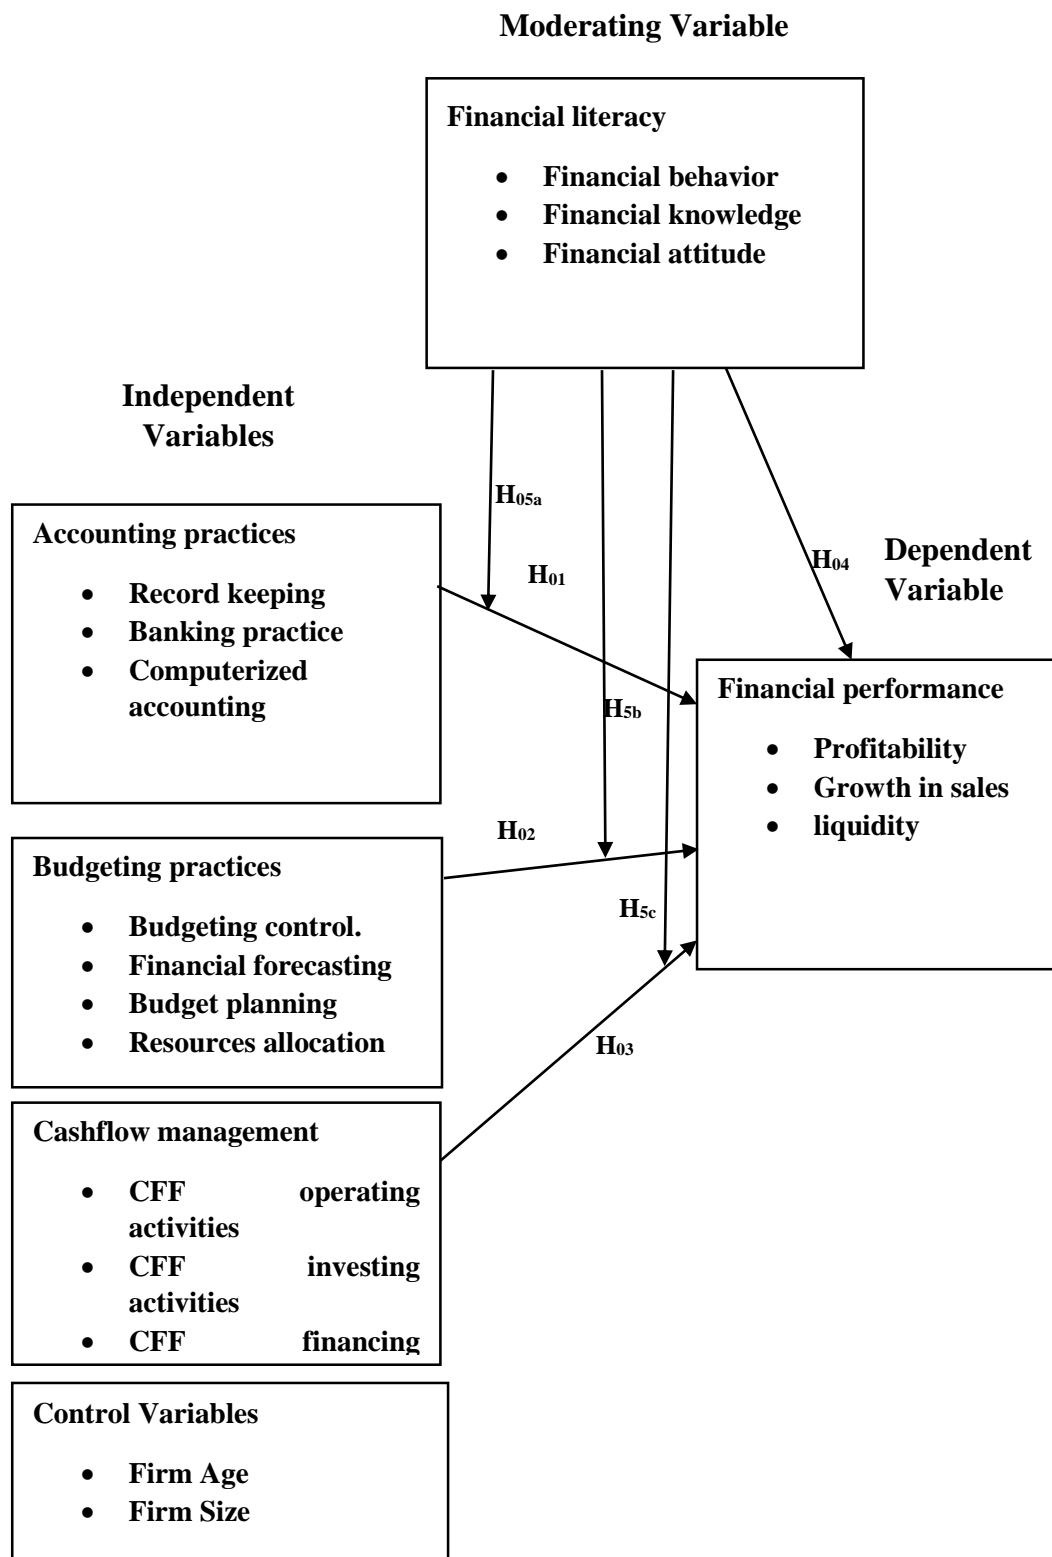 Moderating Variable
Financial literacy
• Financial behavior
• Financial knowledge
• Financial attitude
Independent
Variables
H05a
Accounting practices
• Record keeping
• Banking practice
• Computerized
accounting
H01
H04
Dependent
Variable
Financial performance
• Profitability
• Growth in sales
• liquidity
H5b
H02
Budgeting practices
• Budgeting control.
• Financial forecasting
• Budget planning
• Resources allocation
H5c
H03
Cashflow management
• CFF operating
activities
• CFF investing
activities
• CFF financing
Control Variables
• Firm Age
• Firm Size